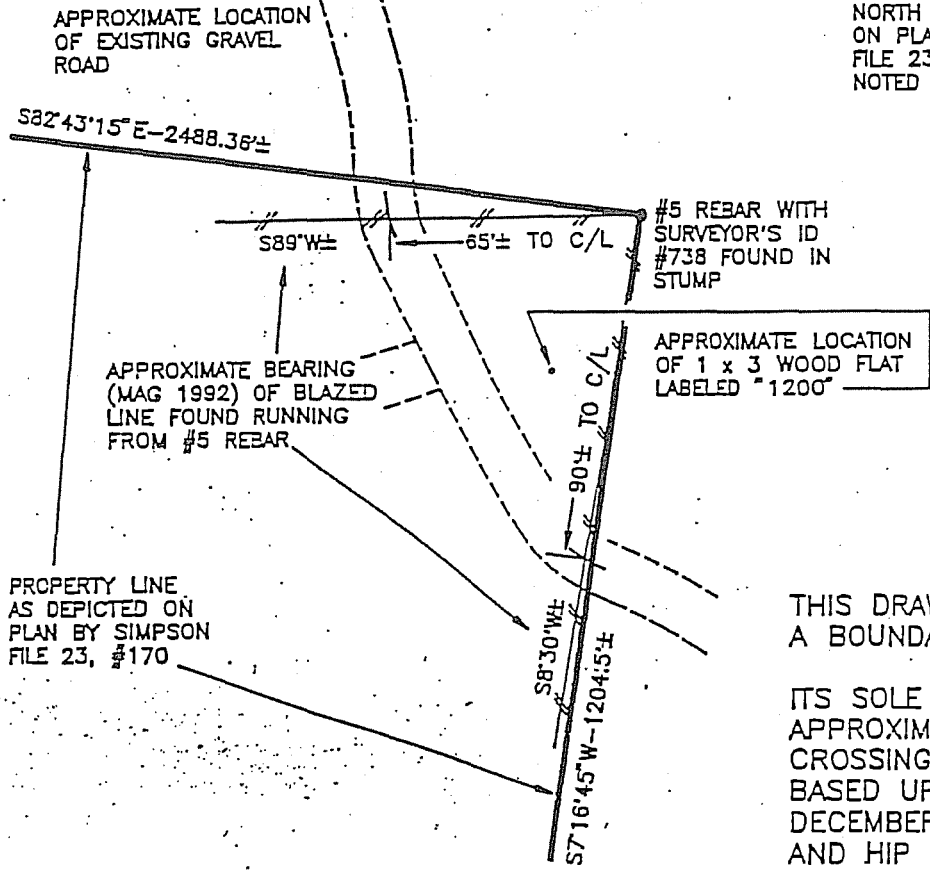 APPROXIMATE LOCATION
OF EXISTING GRAVEL
ROAD
NORTH
ON PLA
FILE 23
NOTED
S82°43'15"E-2488.36'±
#5 REBAR WITH
SURVEYOR'S ID
#738 FOUND IN
STUMP
S89°W±
65'± TO C/L
APPROXIMATE LOCATION
OF 1 x 3 WOOD FLAT
LABELED "1200"
APPROXIMATE BEARING
(MAG 1992) OF BLAZED
LINE FOUND RUNNING
FROM #5 REBAR
90'± TO C/L
PROPERTY LINE
AS DEPICTED ON
PLAN BY SIMPSON
FILE 23, #170
S8°30'W±
S7°16'45"W-1204.5'±
THIS DRAW
A BOUNDA
ITS SOLE
APPROXIM
CROSSING
BASED UP
DECEMBER
AND HIP